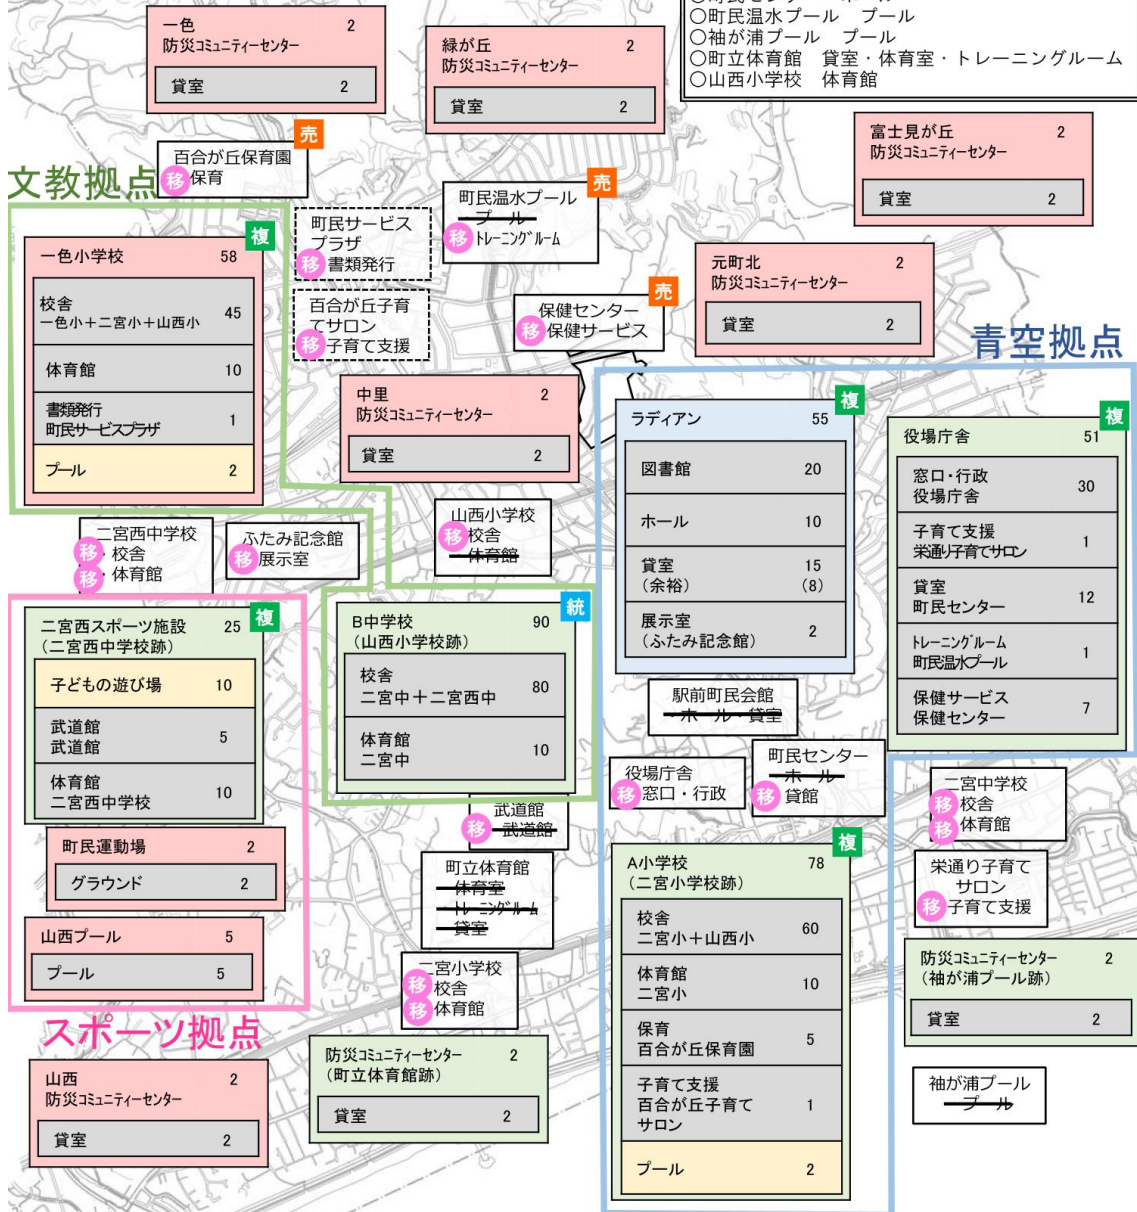 ○町民温水プール　プール
○袖が浦プール　プール
○町立体育館　貸室・体育室・トレーニングルーム
○山西小学校　体育館
一色 2
防災コミュニティーセンター
貸室 2
緑が丘 2
防災コミュニティーセンター
貸室 2
富士見が丘 2
防災コミュニティーセンター
貸室 2
売
百合が丘保育園
移 保育
文教拠点
町民サービス
プラザ
移 書類発行
売
町民温水プール
プール
移 トレーニングルーム
複
一色小学校 58
校舎
一色小＋二宮小＋山西小 45
体育館 10
書類発行
町民サービスプラザ 1
プール 2
百合が丘子育
てサロン
移 子育て支援
売
保健センター
移 保健サービス
元町北 2
防災コミュニティーセンター
貸室 2
青空拠点
中里 2
防災コミュニティーセンター
貸室 2
複
ラディアン 55
図書館 20
ホール 10
貸室 15
(余裕) (8)
展示室
(ふたみ記念館) 2
複
役場庁舎 51
窓口・行政
役場庁舎 30
子育て支援
栄通り子育てサロン 1
貸室
町民センター 12
トレーニングルーム
町民温水プール 1
保健サービス
保健センター 7
二宮西中学校
移 ・校舎
移 ・体育館
ふたみ記念館
移 展示室
山西小学校
移 校舎
・体育館
複
二宮西スポーツ施設 25
(二宮西中学校跡)
子どもの遊び場 10
武道館
武道館 5
体育館
二宮西中学校 10
統
B中学校 90
(山西小学校跡)
校舎
二宮中＋二宮西中 80
体育館
二宮中 10
駅前町民会館
・ホール・貸室
役場庁舎
移 窓口・行政
町民センター
ホール
移 貸館
二宮中学校
移 校舎
移 体育館
武道館
移 武道館
町民運動場 2
グラウンド 2
町立体育館
・体育室
・トレーニングルーム
・貸室
複
A小学校 78
(二宮小学校跡)
校舎
二宮小＋山西小 60
体育館
二宮小 10
保育
百合が丘保育園 5
子育て支援
百合が丘子育て
サロン 1
プール 2
栄通り子育て
サロン
移 子育て支援
山西プール 5
プール 5
二宮小学校
移 校舎
移 体育館
防災コミュニティーセンター 2
(袖が浦プール跡)
貸室 2
スポーツ拠点
山西 2
防災コミュニティーセンター
貸室 2
防災コミュニティーセンター 2
(町立体育館跡)
貸室 2
袖が浦プール
プール